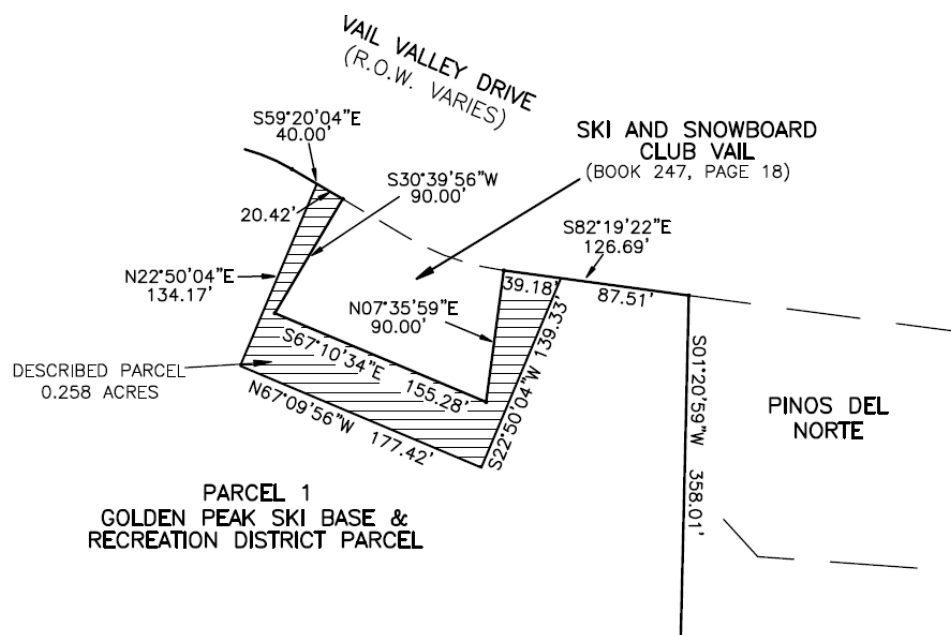 VAIL VALLEY DRIVE
(R.O.W. VARIES)
S59°20'04"E
40.00'
SKI AND SNOWBOARD
CLUB VAIL
(BOOK 247, PAGE 18)
S30°39'56"W
90.00'
20.42'
S82°19'22"E
126.69'
N22°50'04"E
134.17'
39.18'
87.51'
N07°35'59"E
90.00'
S22°50'04"W 139.33'
S67°10'34"E 155.28'
DESCRIBED PARCEL
0.258 ACRES
N67°09'56"W 177.42'
S01°20'59"W 358.01'
PINOS DEL
NORTE
PARCEL 1
GOLDEN PEAK SKI BASE &
RECREATION DISTRICT PARCEL